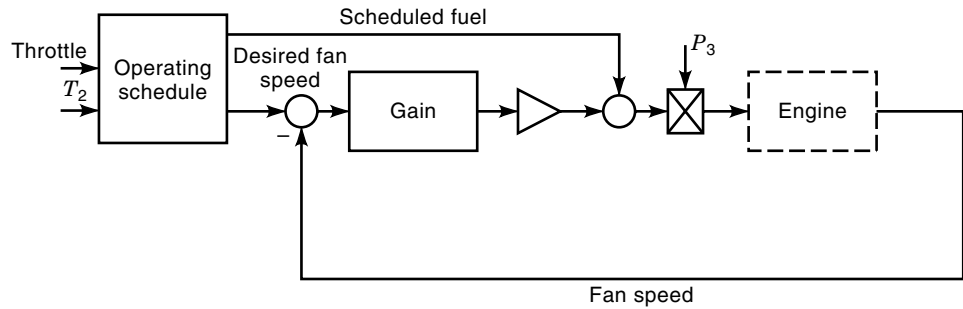 Scheduled fuel
Throttle
T2
Operating
schedule
Desired fan
speed
–
Gain
P3
Engine
Fan speed